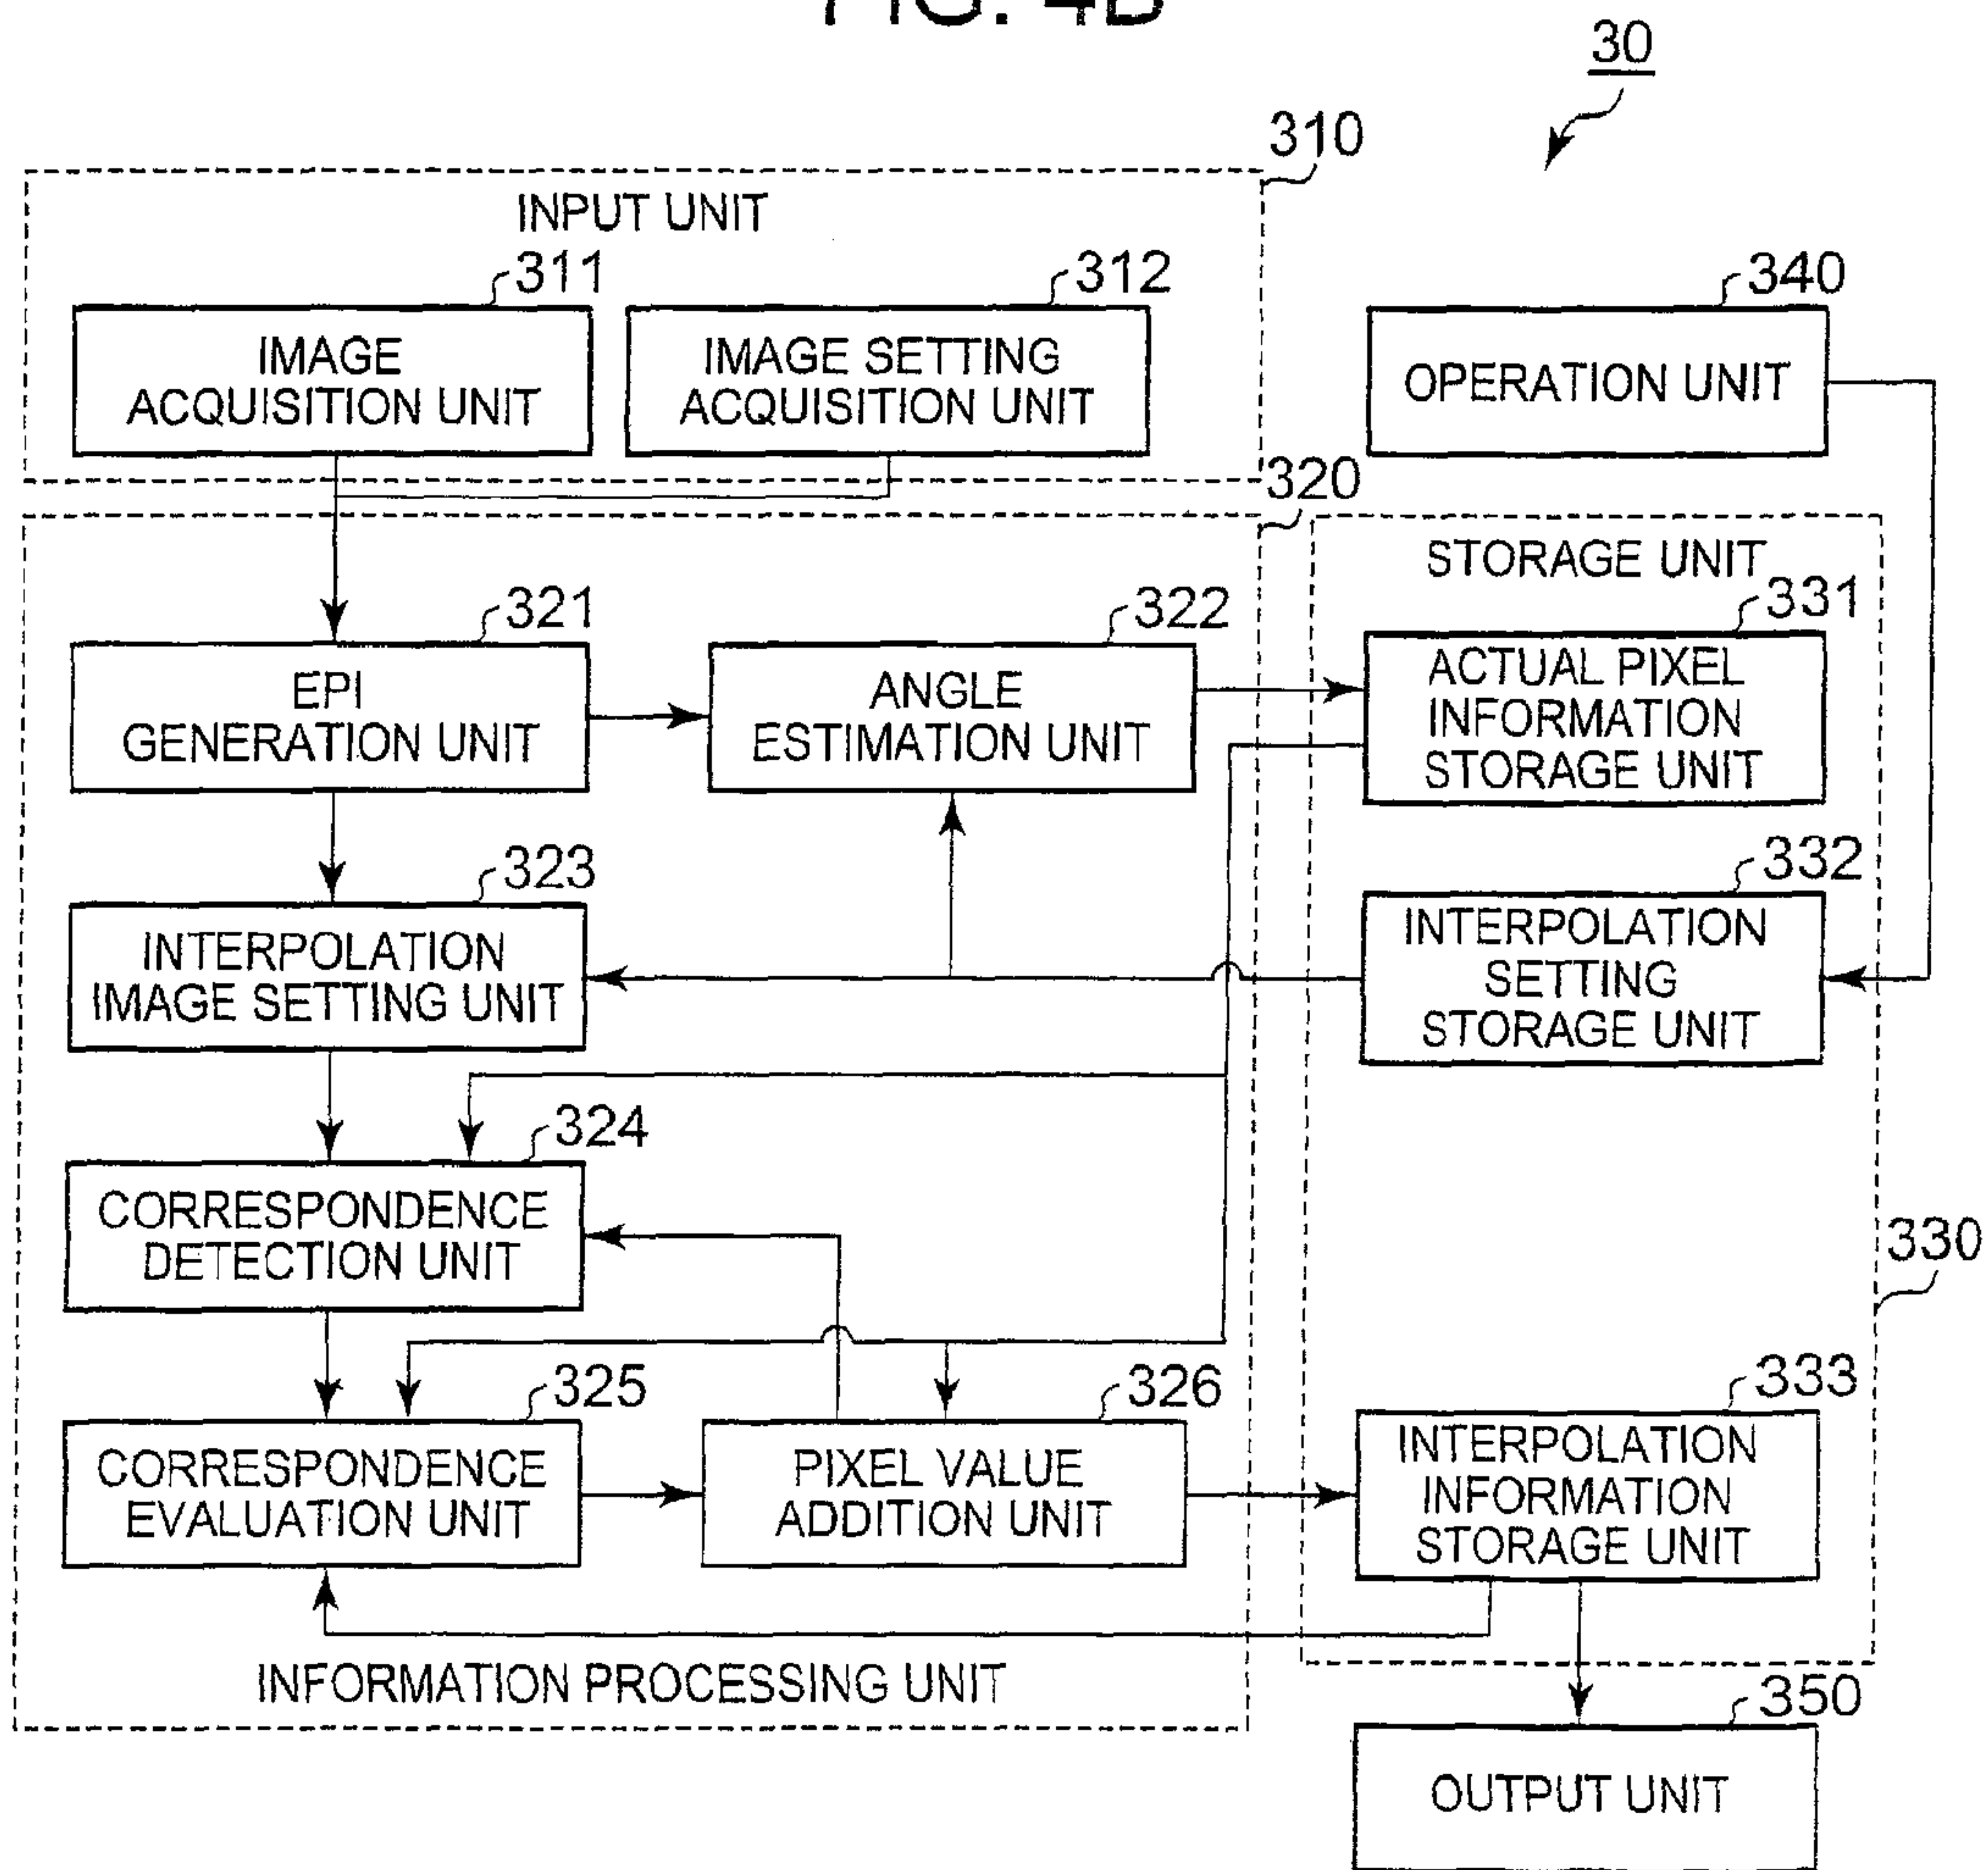 FIG. 4B
30
310
INPUT UNIT
311
312
340
IMAGE
ACQUISITION UNIT
IMAGE SETTING
ACQUISITION UNIT
OPERATION UNIT
320
STORAGE UNIT
321
322
331
EPI
GENERATION UNIT
ANGLE
ESTIMATION UNIT
ACTUAL PIXEL
INFORMATION
STORAGE UNIT
323
332
INTERPOLATION
IMAGE SETTING UNIT
INTERPOLATION
SETTING
STORAGE UNIT
324
CORRESPONDENCE
DETECTION UNIT
330
325
326
333
CORRESPONDENCE
EVALUATION UNIT
PIXEL VALUE
ADDITION UNIT
INTERPOLATION
INFORMATION
STORAGE UNIT
INFORMATION PROCESSING UNIT
350
OUTPUT UNIT